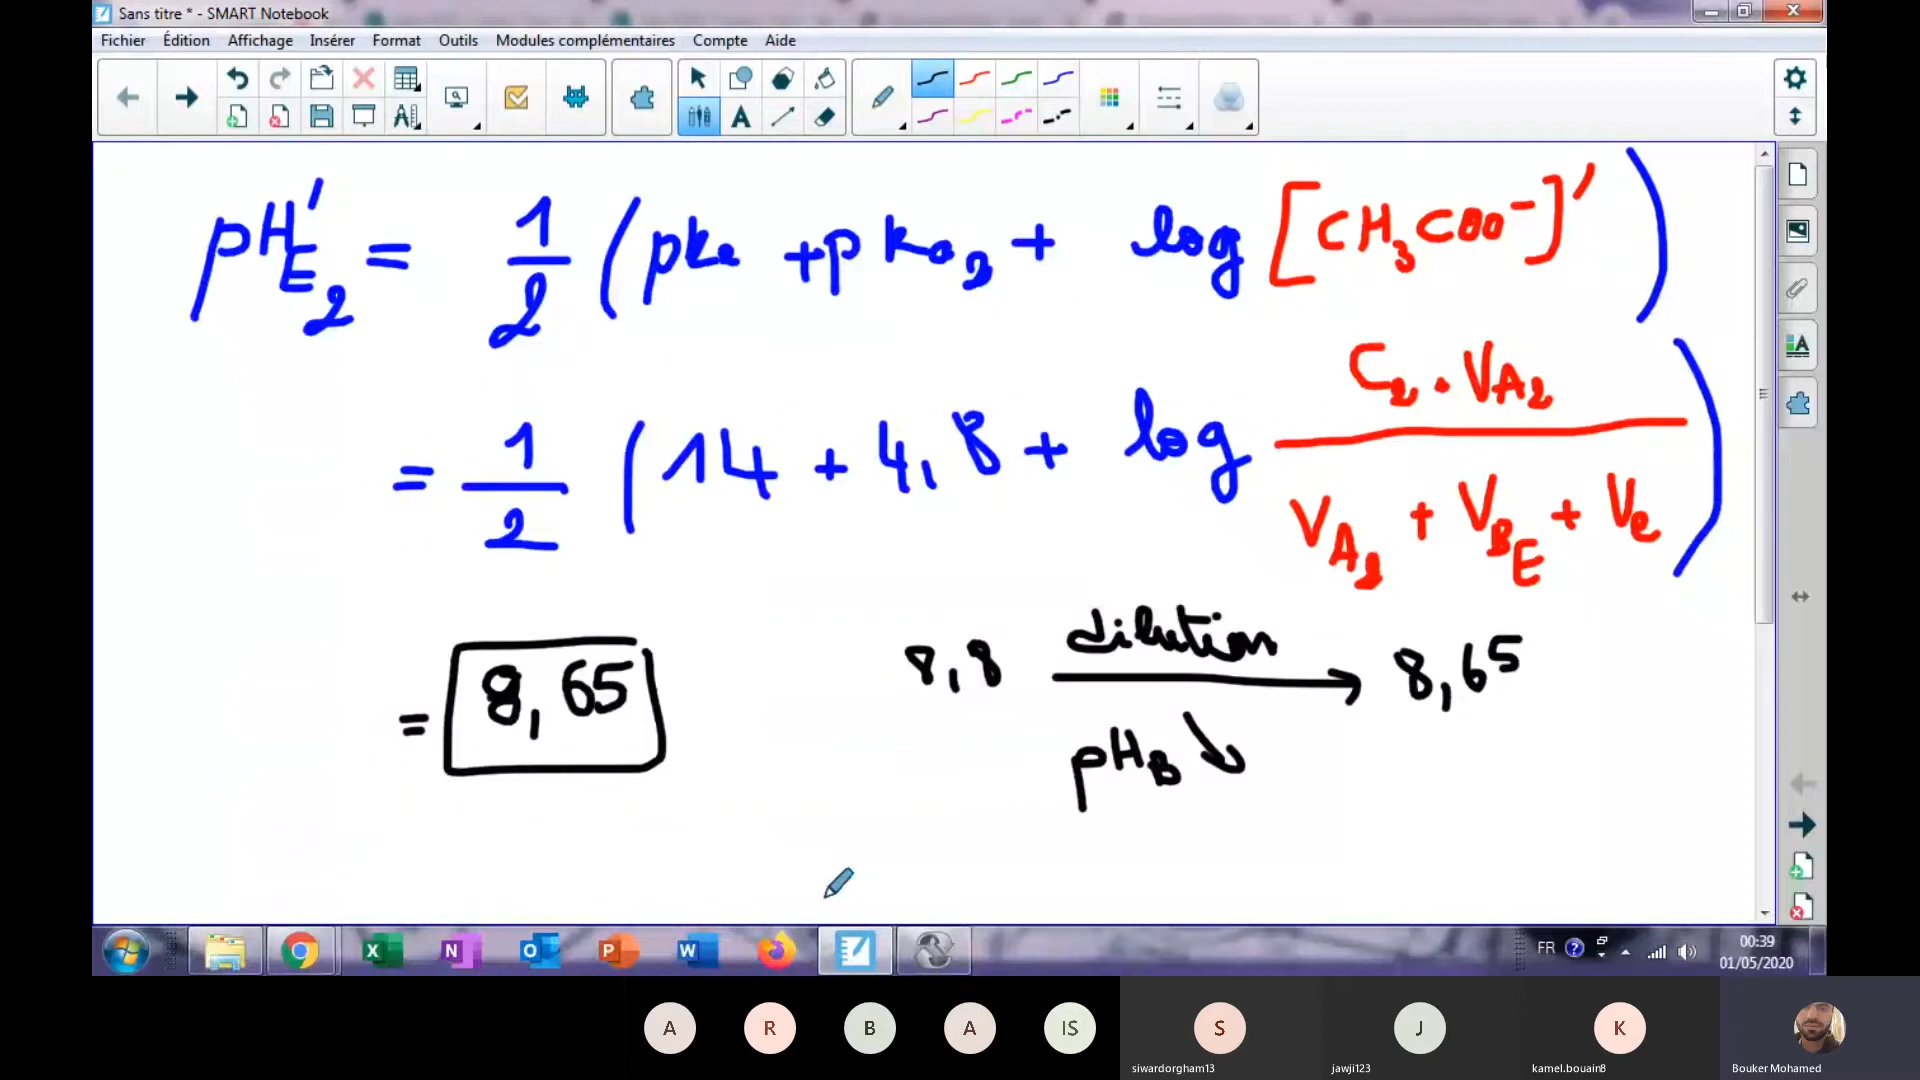 Sans titre * - SMART Notebook
Fichier Édition Affichage Insérer Format Outils Modules complémentaires Compte Aide
pH'E2 = 1/2 (pke + pka2 + log [CH3COO-]')
= 1/2 (14 + 4,8 + log C2 . VA2 / VA2 + VBE + Ve)
= 8,65
8,8 dilution → 8,65
pHB ↘
FR
00:39
01/05/2020
A R B A IS S J K
siwardorgham13 jawji123 kamel.bouain8 Bouker Mohamed